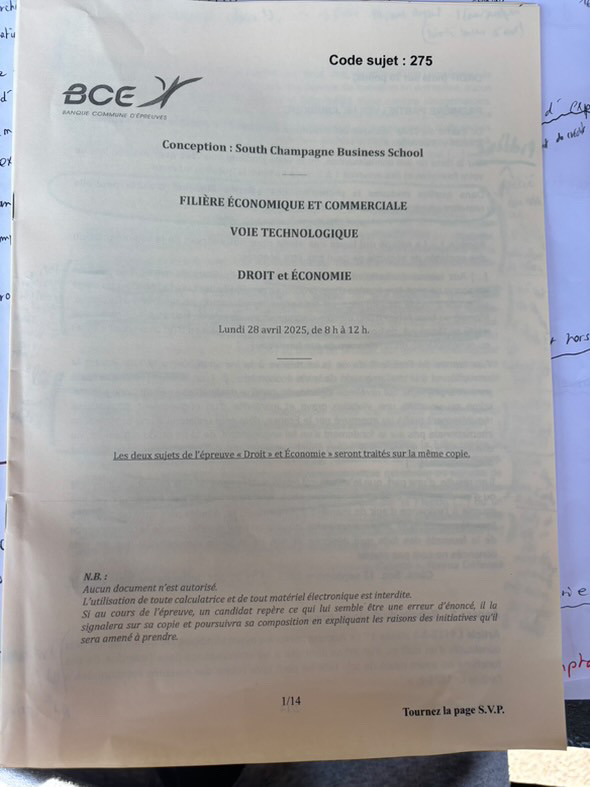 Code sujet : 275
BCE
BANQUE COMMUNE D'ÉPREUVES
Conception : South Champagne Business School
FILIÈRE ÉCONOMIQUE ET COMMERCIALE
VOIE TECHNOLOGIQUE
DROIT et ÉCONOMIE
Lundi 28 avril 2025, de 8 h à 12 h.
Les deux sujets de l'épreuve « Droit » et Économie » seront traités sur la même copie.
N.B. :
Aucun document n'est autorisé.
L'utilisation de toute calculatrice et de tout matériel électronique est interdite.
Si au cours de l'épreuve, un candidat repère ce qui lui semble être une erreur d'énoncé, il la
signalera sur sa copie et poursuivra sa composition en expliquant les raisons des initiatives qu'il
sera amené à prendre.
1/14
Tournez la page S.V.P.